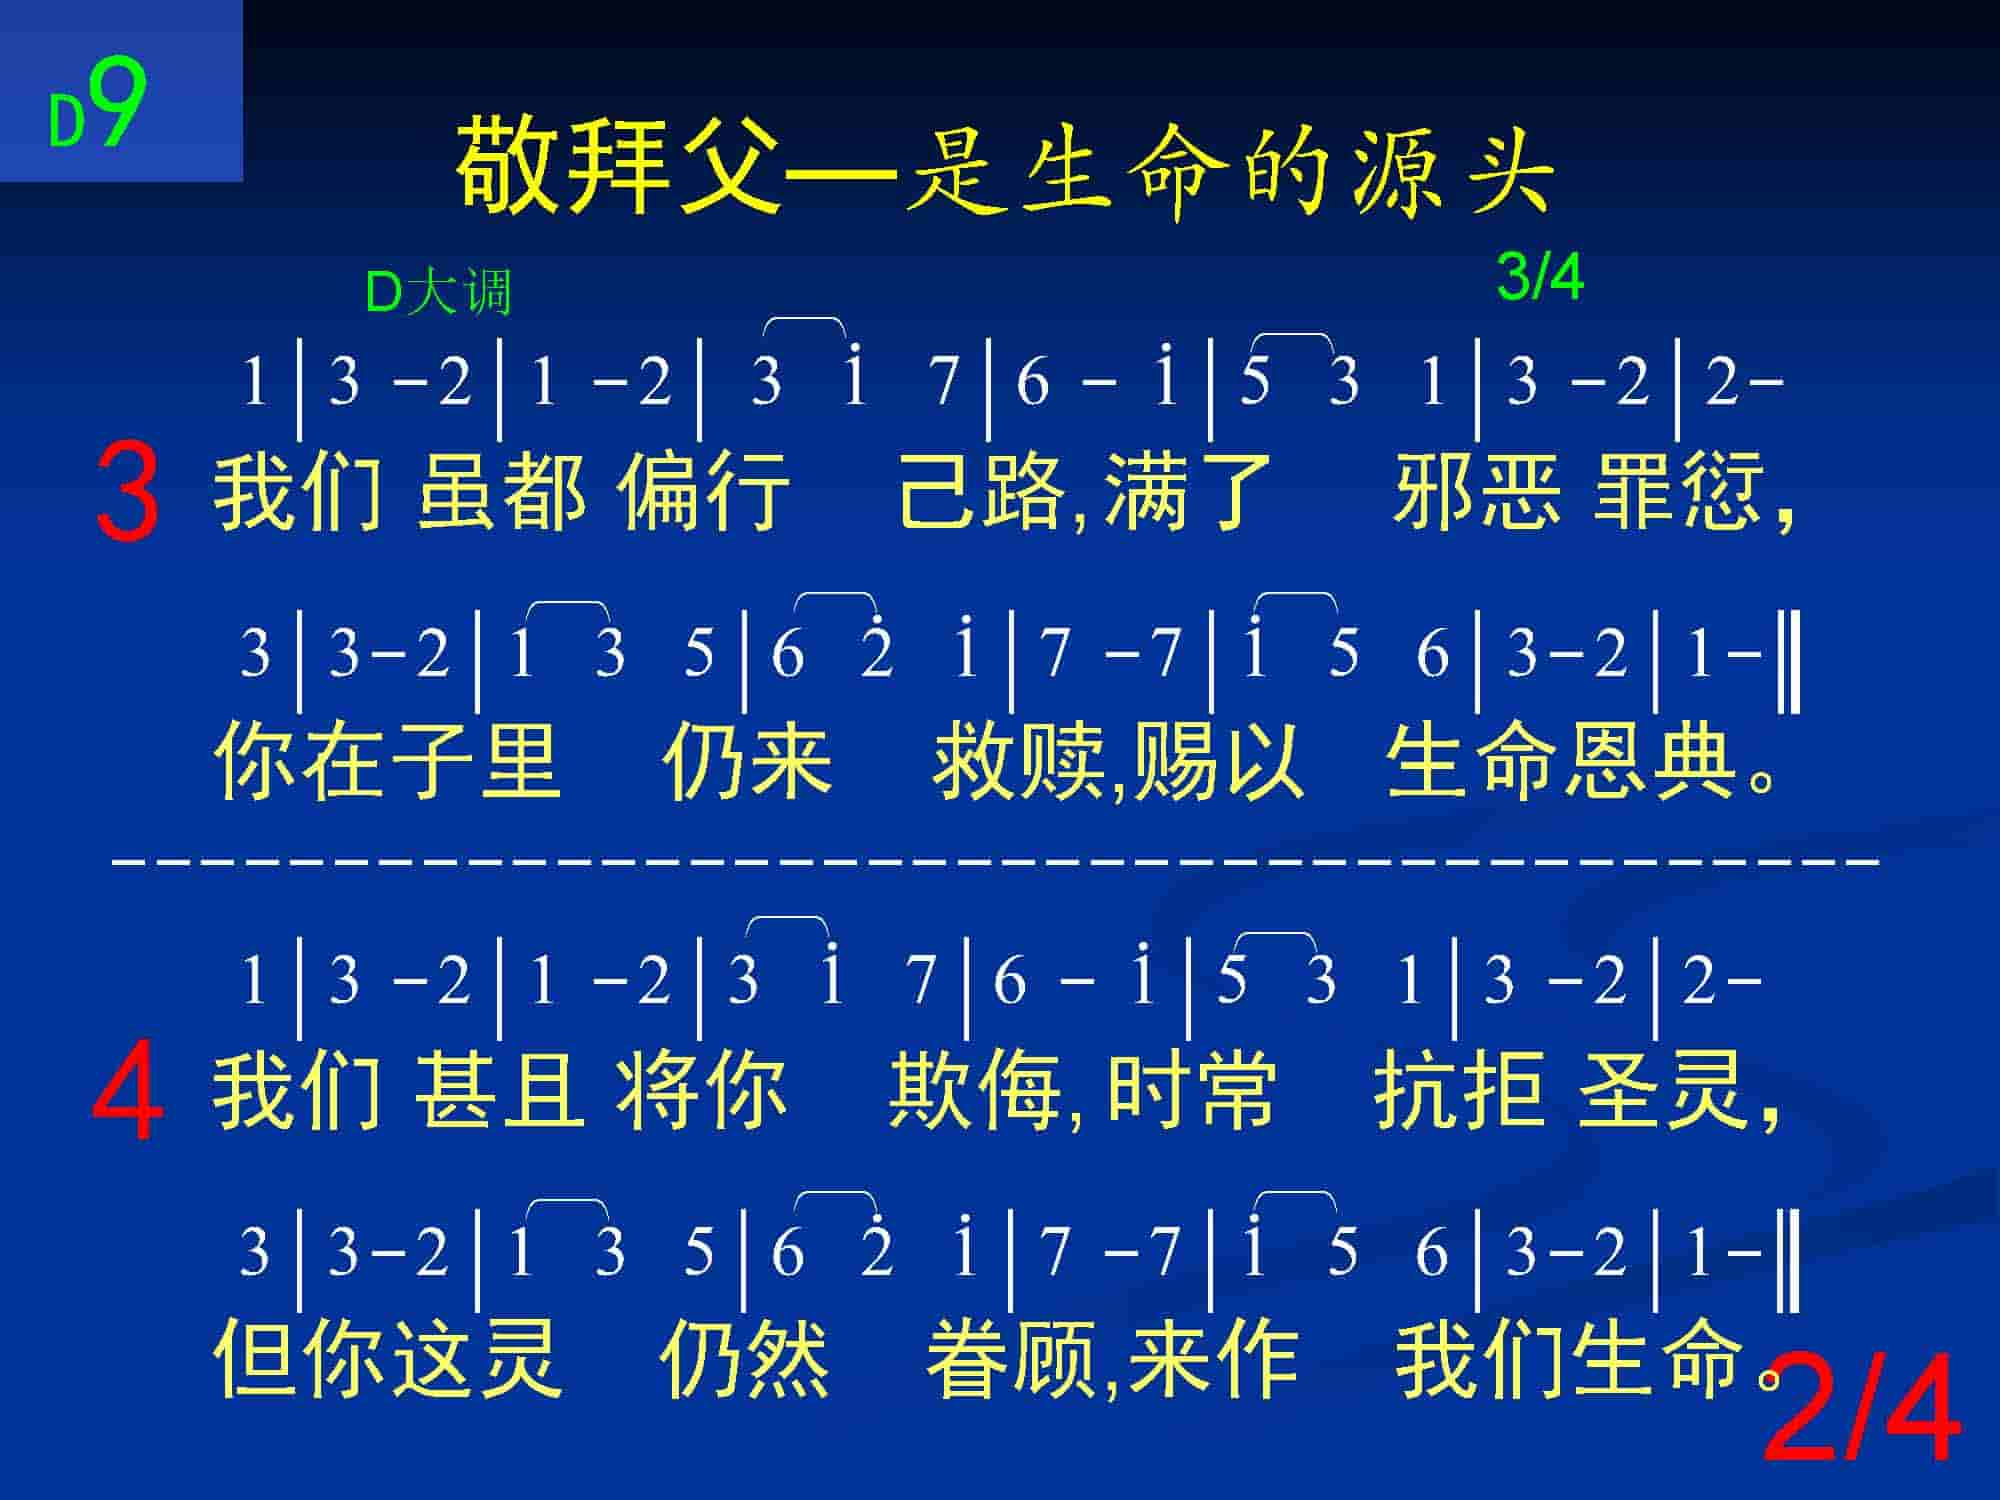 D9
敬拜父—是生命的源头
D大调 3/4
1|3 -2|1 -2| 3 i 7|6 - i|5 3 1|3 -2|2-
3 我们 虽都 偏行 己路,满了 邪恶 罪愆，
3|3-2|1 3 5|6 2̇ i|7 -7|i 5 6|3-2|1-‖
你在子里 仍来 救赎,赐以 生命恩典。
----------------------------------------
1|3 -2|1 -2|3 i 7|6 - i|5 3 1|3 -2|2-
4 我们 甚且 将你 欺侮,时常 抗拒 圣灵，
3|3-2|1 3 5|6 2̇ i|7 -7|i 5 6|3-2|1-‖
但你这灵 仍然 眷顾,来作 我们生命。
2/4